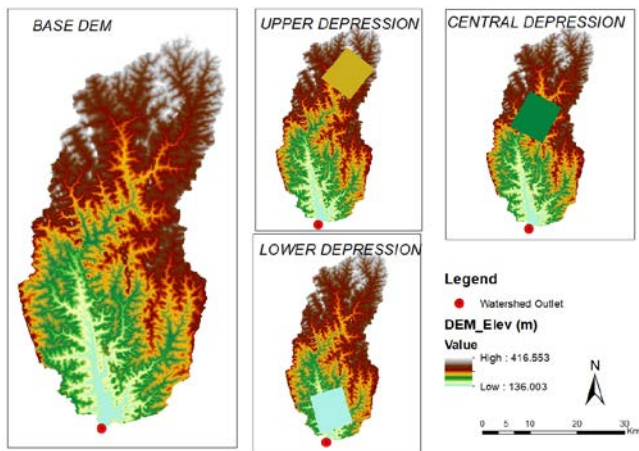 BASE DEM
UPPER DEPRESSION
CENTRAL DEPRESSION
LOWER DEPRESSION
Legend
Watershed Outlet
DEM_Elev (m)
Value
High : 416.553
Low : 136.003
N
0 5 10 20 30
Km